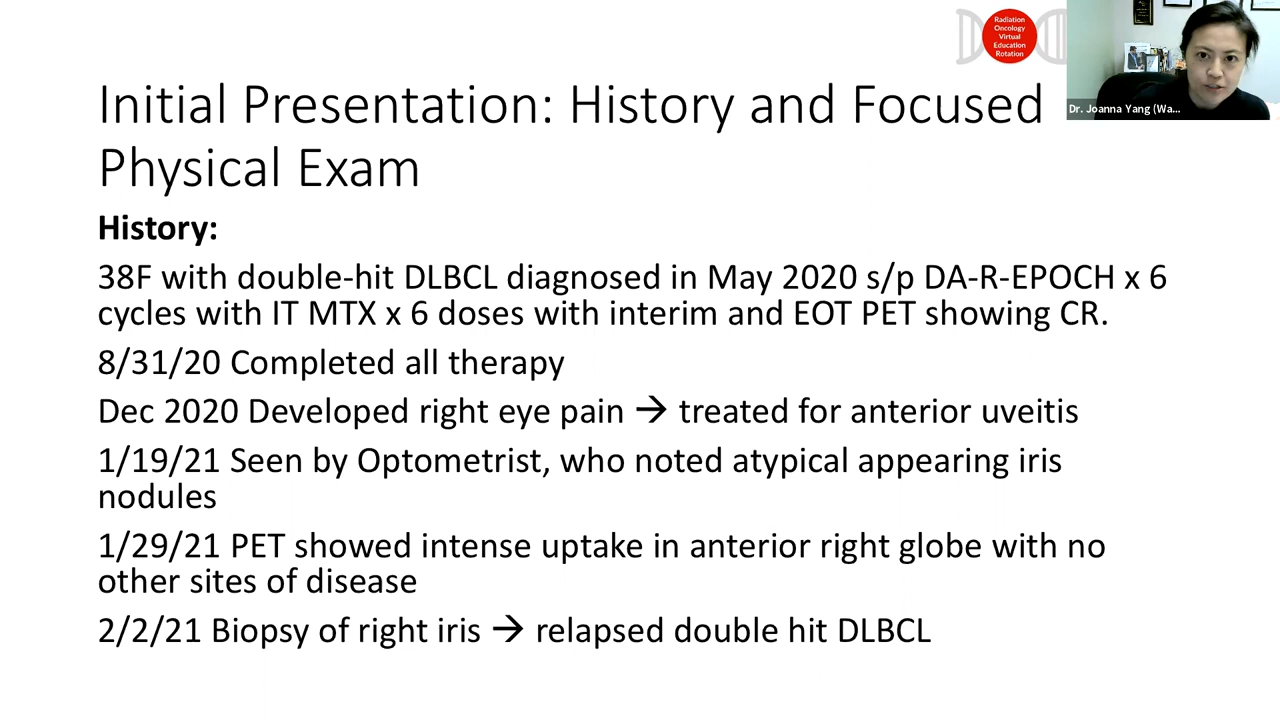 Radiation
Oncology
Virtual
Education
Rotation
Dr. Joanna Yang (Wa...
Initial Presentation: History and Focused
Physical Exam
History:
38F with double-hit DLBCL diagnosed in May 2020 s/p DA-R-EPOCH x 6
cycles with IT MTX x 6 doses with interim and EOT PET showing CR.
8/31/20 Completed all therapy
Dec 2020 Developed right eye pain → treated for anterior uveitis
1/19/21 Seen by Optometrist, who noted atypical appearing iris
nodules
1/29/21 PET showed intense uptake in anterior right globe with no
other sites of disease
2/2/21 Biopsy of right iris → relapsed double hit DLBCL